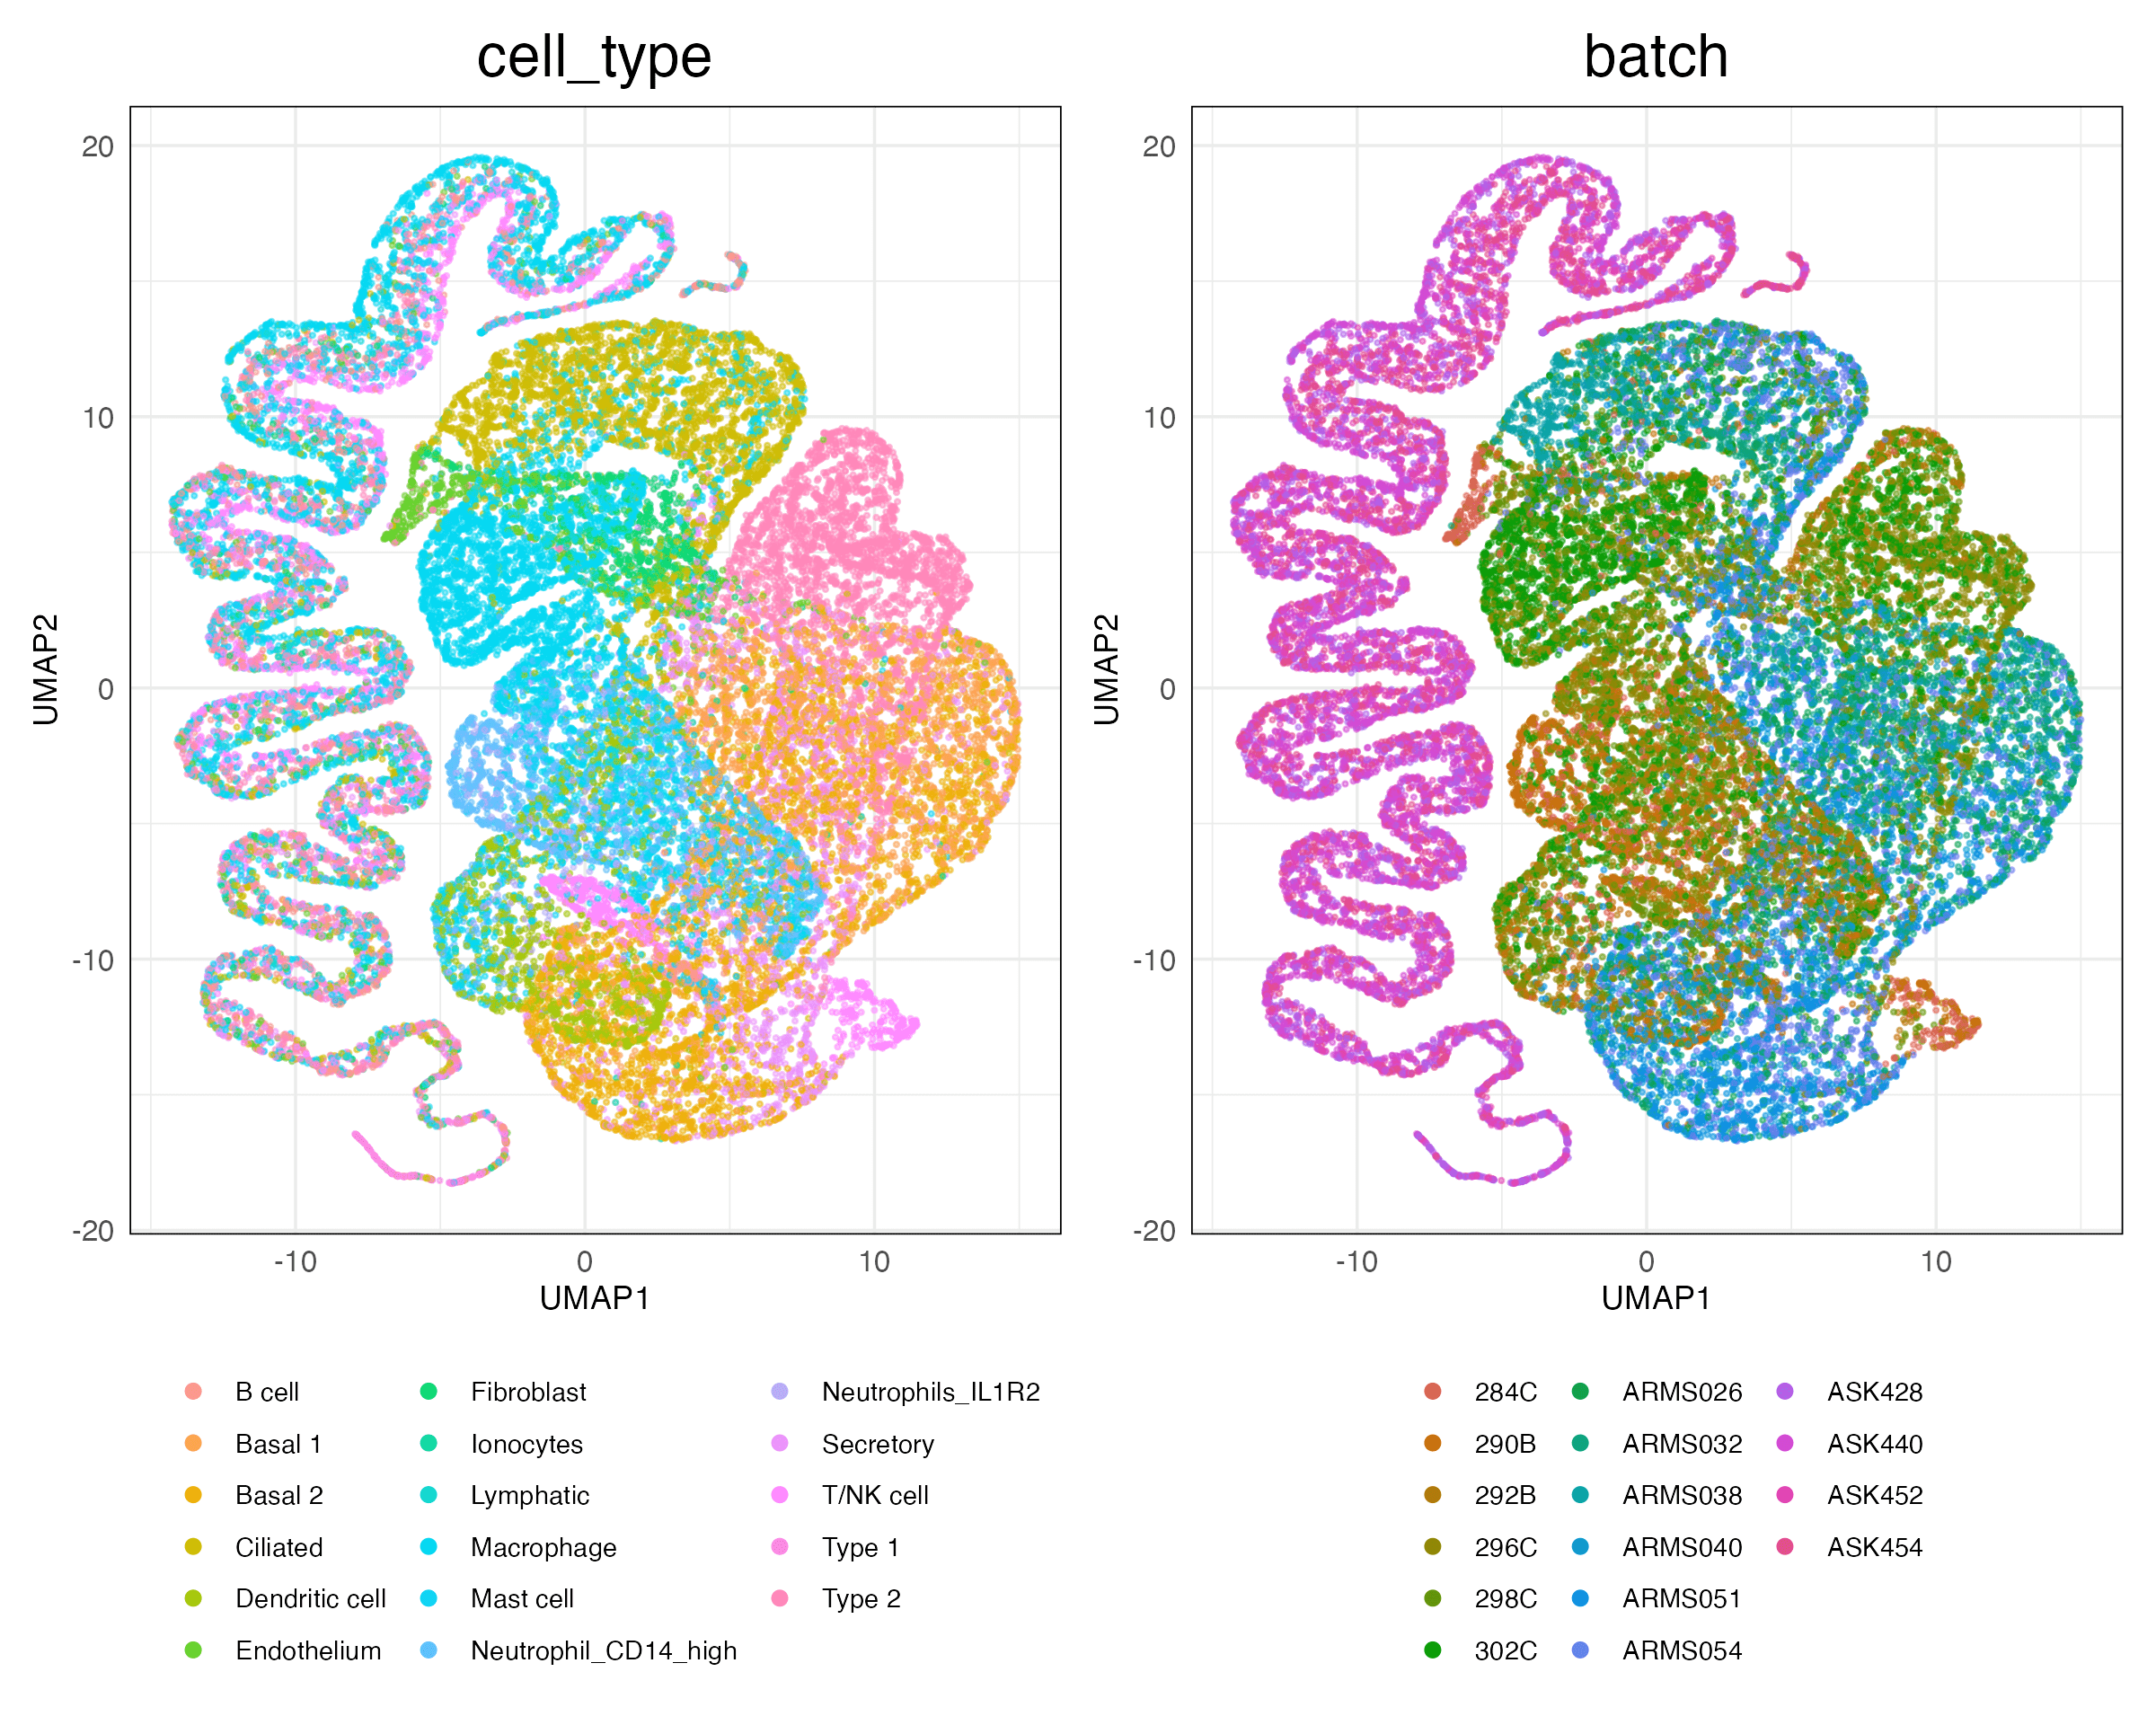 cell_type
batch
20
10
0
-10
-20
UMAP2
-10
0
10
UMAP1
20
10
0
-10
-20
UMAP2
-10
0
10
UMAP1
B cell
Basal 1
Basal 2
Ciliated
Dendritic cell
Endothelium
Fibroblast
Ionocytes
Lymphatic
Macrophage
Mast cell
Neutrophil_CD14_high
Neutrophils_IL1R2
Secretory
T/NK cell
Type 1
Type 2
284C
290B
292B
296C
298C
302C
ARMS026
ARMS032
ARMS038
ARMS040
ARMS051
ARMS054
ASK428
ASK440
ASK452
ASK454